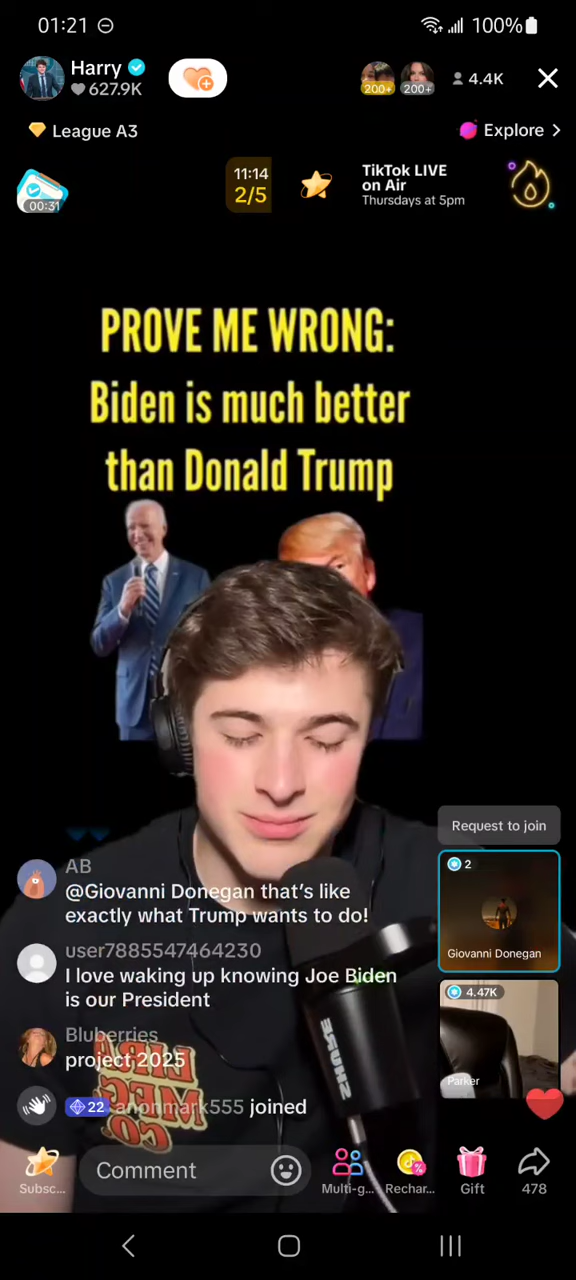 01:21
100%
Harry
627.9K
200+
200+
4.4K
League A3
Explore >
00:31
11:14
2/5
TikTok LIVE
on Air
Thursdays at 5pm
PROVE ME WRONG:
Biden is much better
than Donald Trump
Request to join
AB
@Giovanni Donegan that's like
exactly what Trump wants to do!
2
Giovanni Donegan
user7885547464230
I love waking up knowing Joe Biden
is our President
4.47K
Parker
Bluberries
project 2025
22 anonmark555 joined
SHURE
Subsc...
Comment
Multi-g...
Rechar...
Gift
478